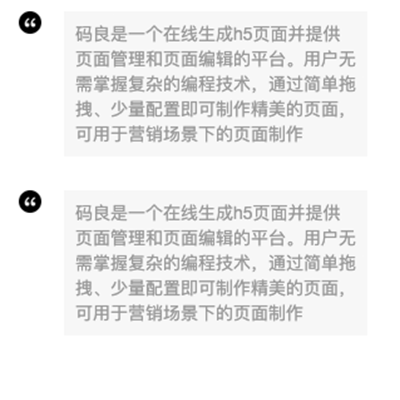 码良是一个在线生成h5页面并提供
页面管理和页面编辑的平台。用户无
需掌握复杂的编程技术，通过简单拖
拽、少量配置即可制作精美的页面，
可用于营销场景下的页面制作
码良是一个在线生成h5页面并提供
页面管理和页面编辑的平台。用户无
需掌握复杂的编程技术，通过简单拖
拽、少量配置即可制作精美的页面，
可用于营销场景下的页面制作